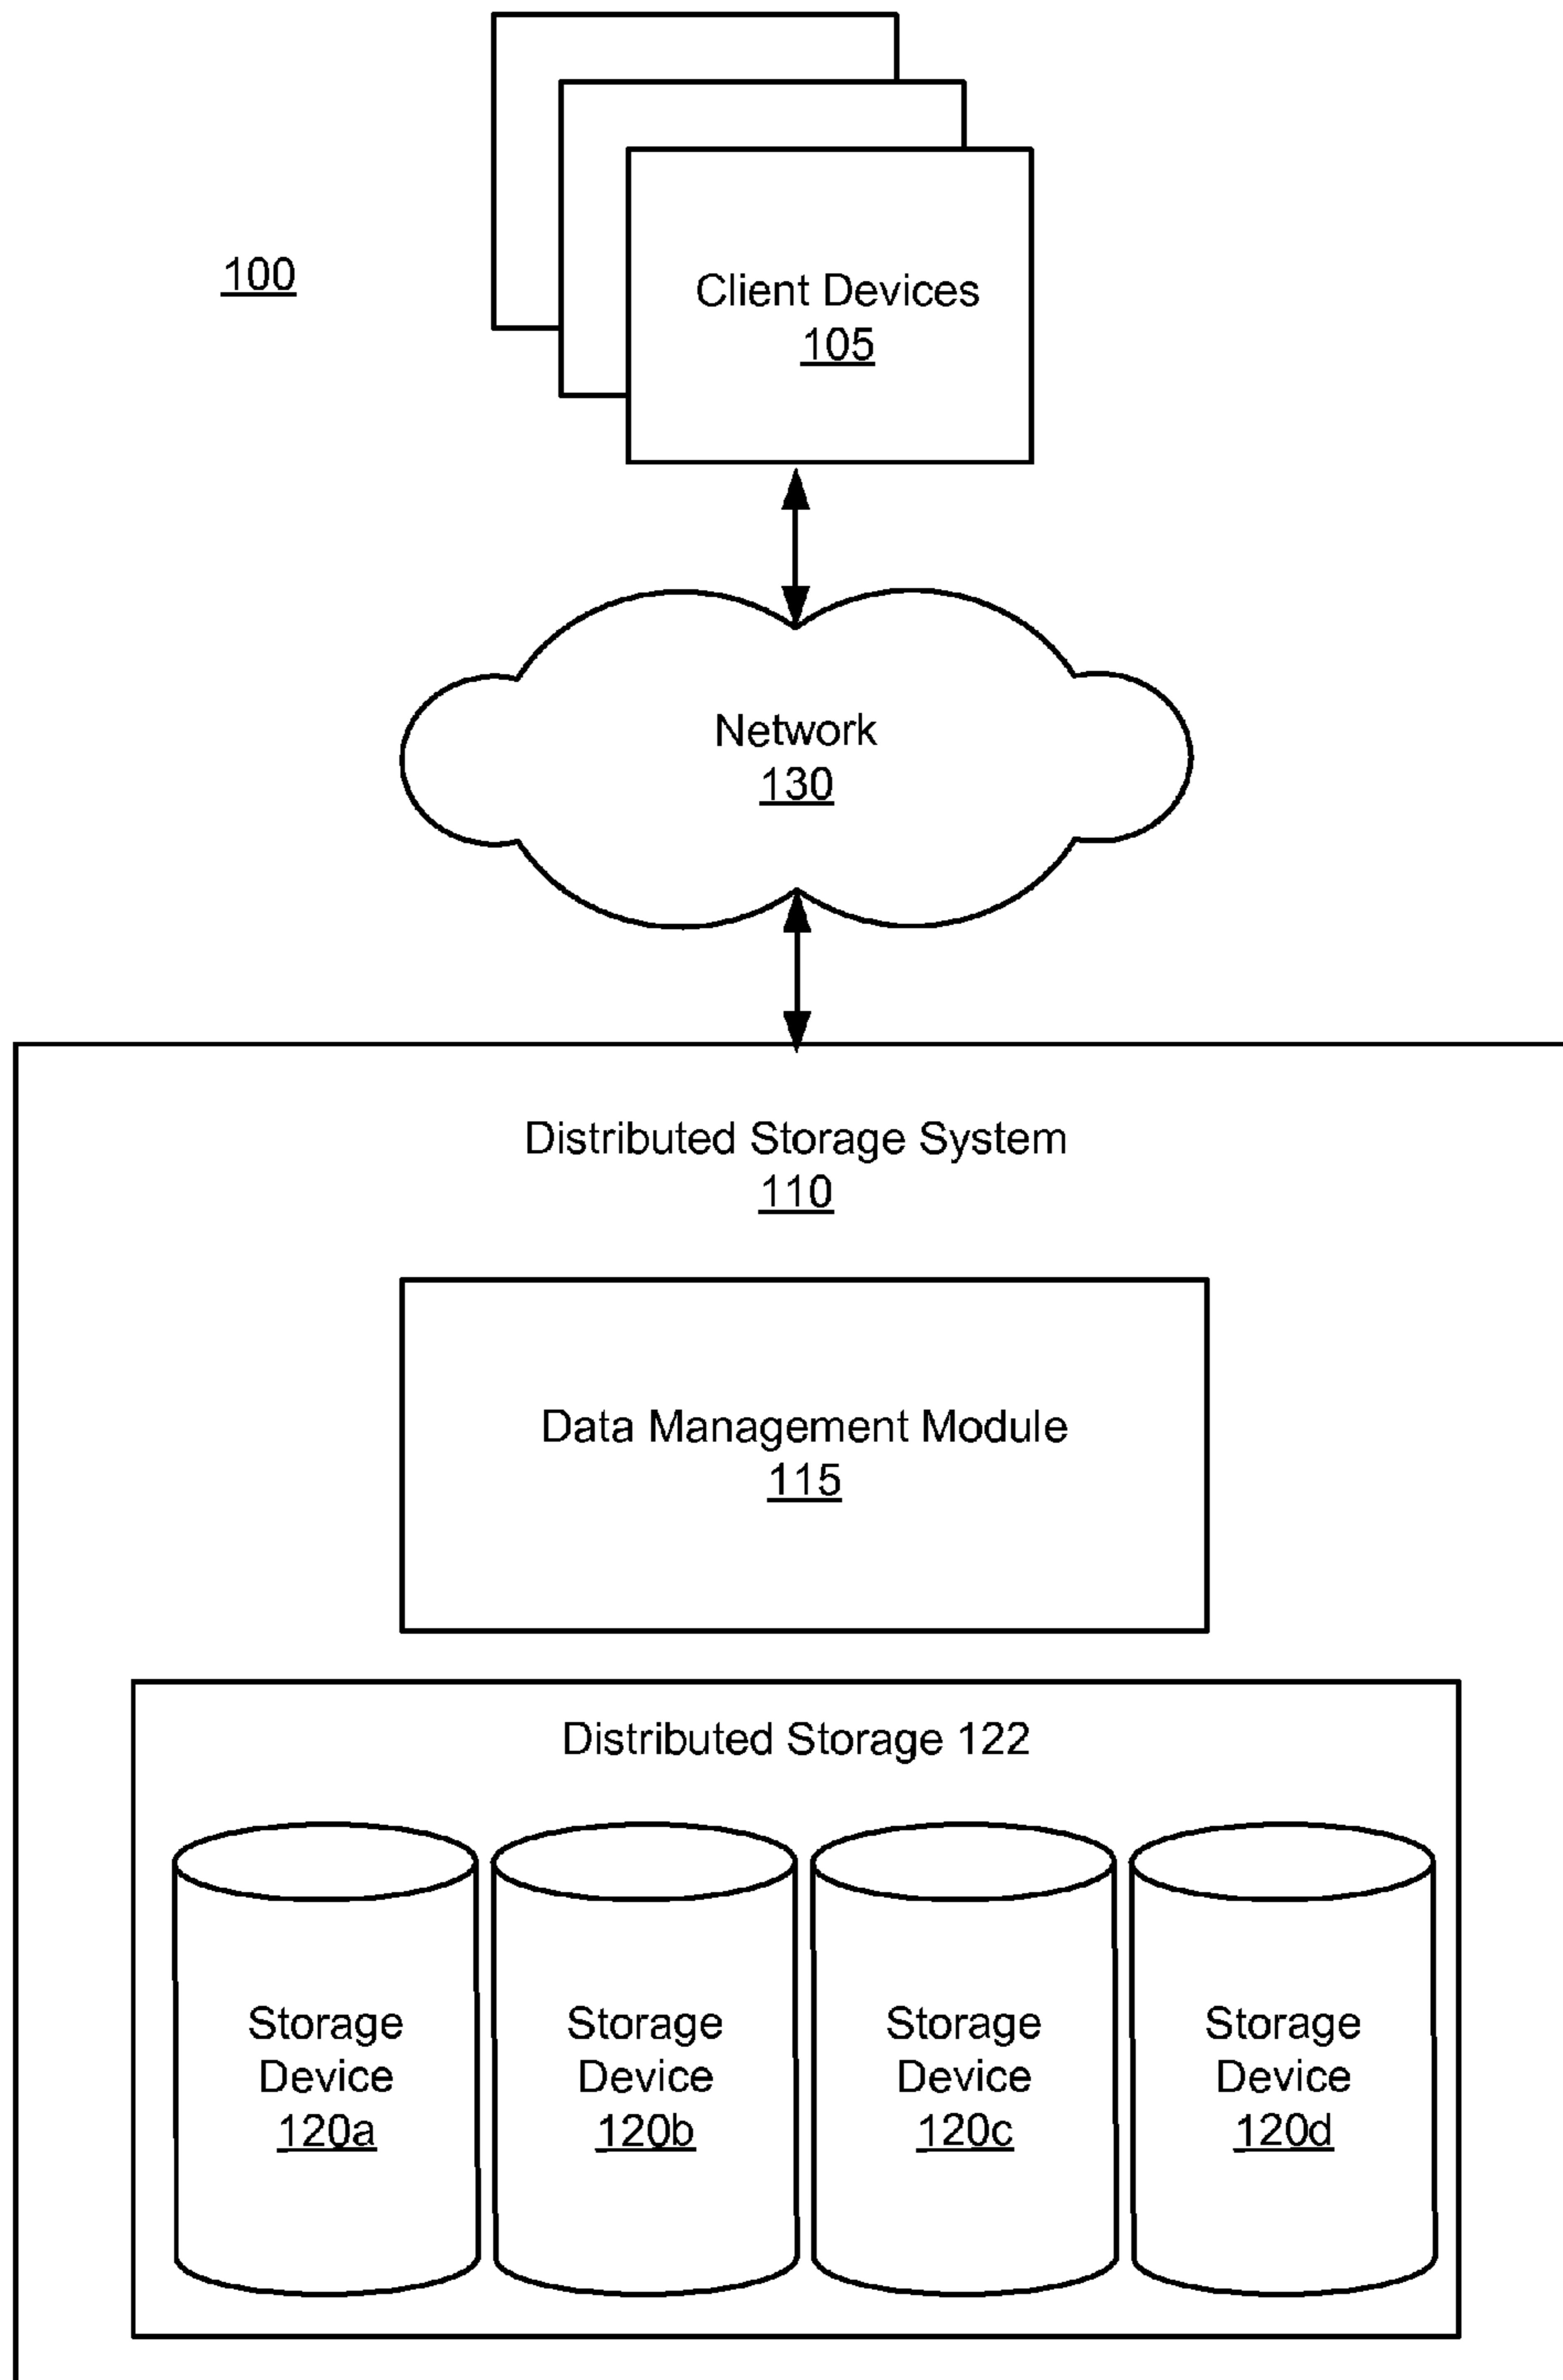 100
Client Devices
105
Network
130
Distributed Storage System
110
Data Management Module
115
Distributed Storage 122
Storage
Device
120a
Storage
Device
120b
Storage
Device
120c
Storage
Device
120d